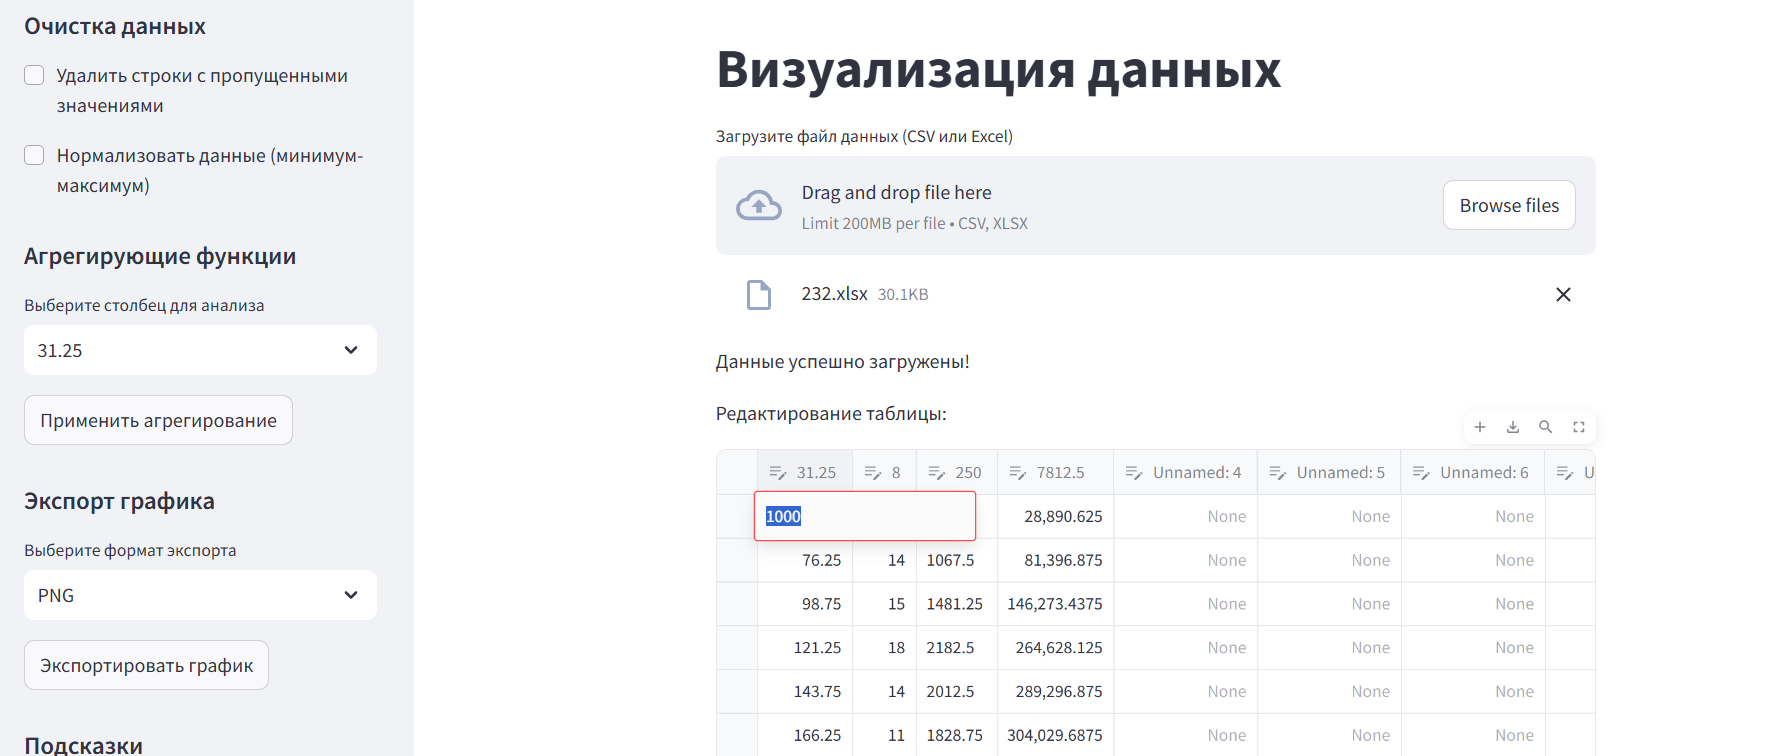 Очистка данных
Удалить строки с пропущенными
значениями
Нормализовать данные (минимум-
максимум)
Агрегирующие функции
Выберите столбец для анализа
31.25
Применить агрегирование
Экспорт графика
Выберите формат экспорта
PNG
Экспортировать график
Подсказки
Визуализация данных
Загрузите файл данных (CSV или Excel)
Drag and drop file here
Limit 200MB per file • CSV, XLSX
Browse files
232.xlsx 30.1KB
Данные успешно загружены!
Редактирование таблицы:
31.25 8 250 7812.5 Unnamed: 4 Unnamed: 5 Unnamed: 6 U
1000 28,890.625 None None None
76.25 14 1067.5 81,396.875 None None None
98.75 15 1481.25 146,273.4375 None None None
121.25 18 2182.5 264,628.125 None None None
143.75 14 2012.5 289,296.875 None None None
166.25 11 1828.75 304,029.6875 None None None